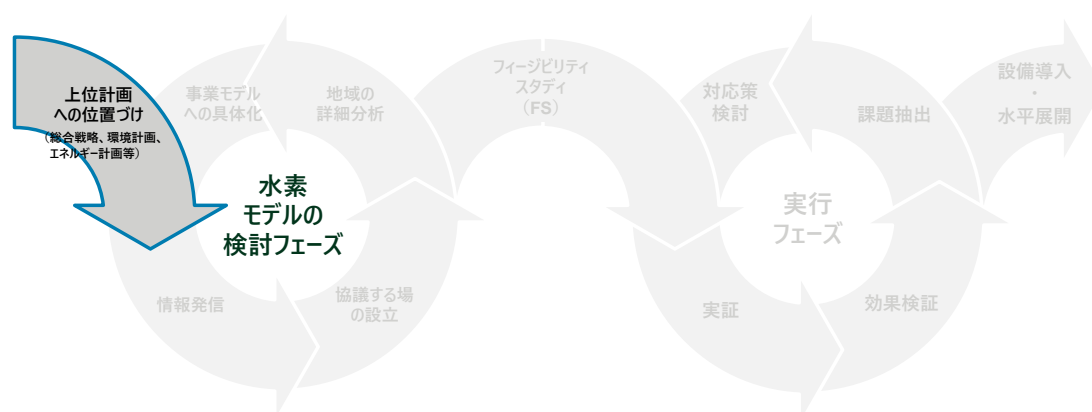 上位計画
への位置づけ
（総合戦略、環境計画、
エネルギー計画等）
事業モデル
への具体化
地域の
詳細分析
フィージビリティ
スタディ
（FS）
対応策
検討
課題抽出
設備導入
・
水平展開
水素
モデルの
検討フェーズ
実行
フェーズ
情報発信
協議する場
の設立
実証
効果検証